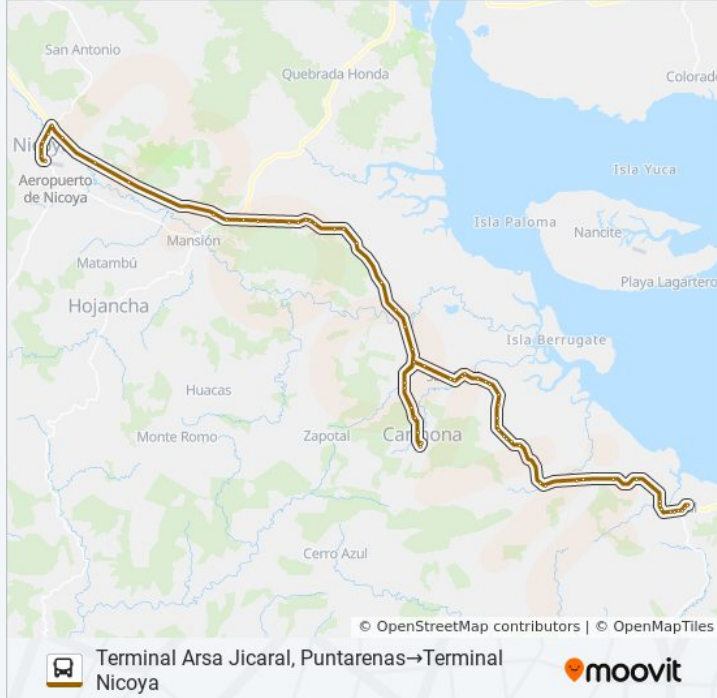 San Antonio
Quebrada Honda
Colorado
Aeropuerto
de Nicoya
Isla Yuca
Isla Paloma
Nancite
Mansión
Matambú
Playa Lagartero
Hojancha
Isla Berrugate
Huacas
Monte Romo
Zapotal
Cerro Azul
© OpenStreetMap contributors | © OpenMapTiles
Terminal Arsa Jicaral, Puntarenas→Terminal
Nicoya
moovit